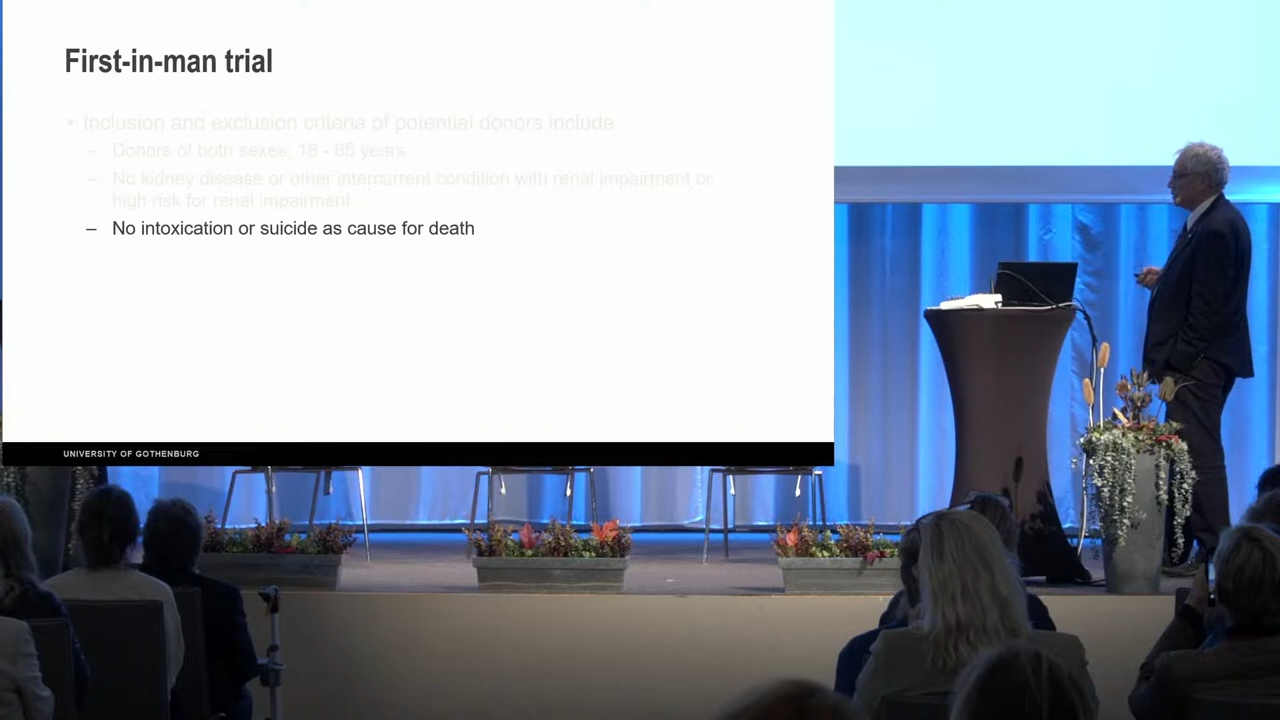 First-in-man trial
• Inclusion and exclusion criteria of potential donors include
– Donors of both sexes, 18 - 65 years
– No kidney disease or other intercurrent condition with renal impairment or
high risk for renal impairment
– No intoxication or suicide as cause for death
UNIVERSITY OF GOTHENBURG